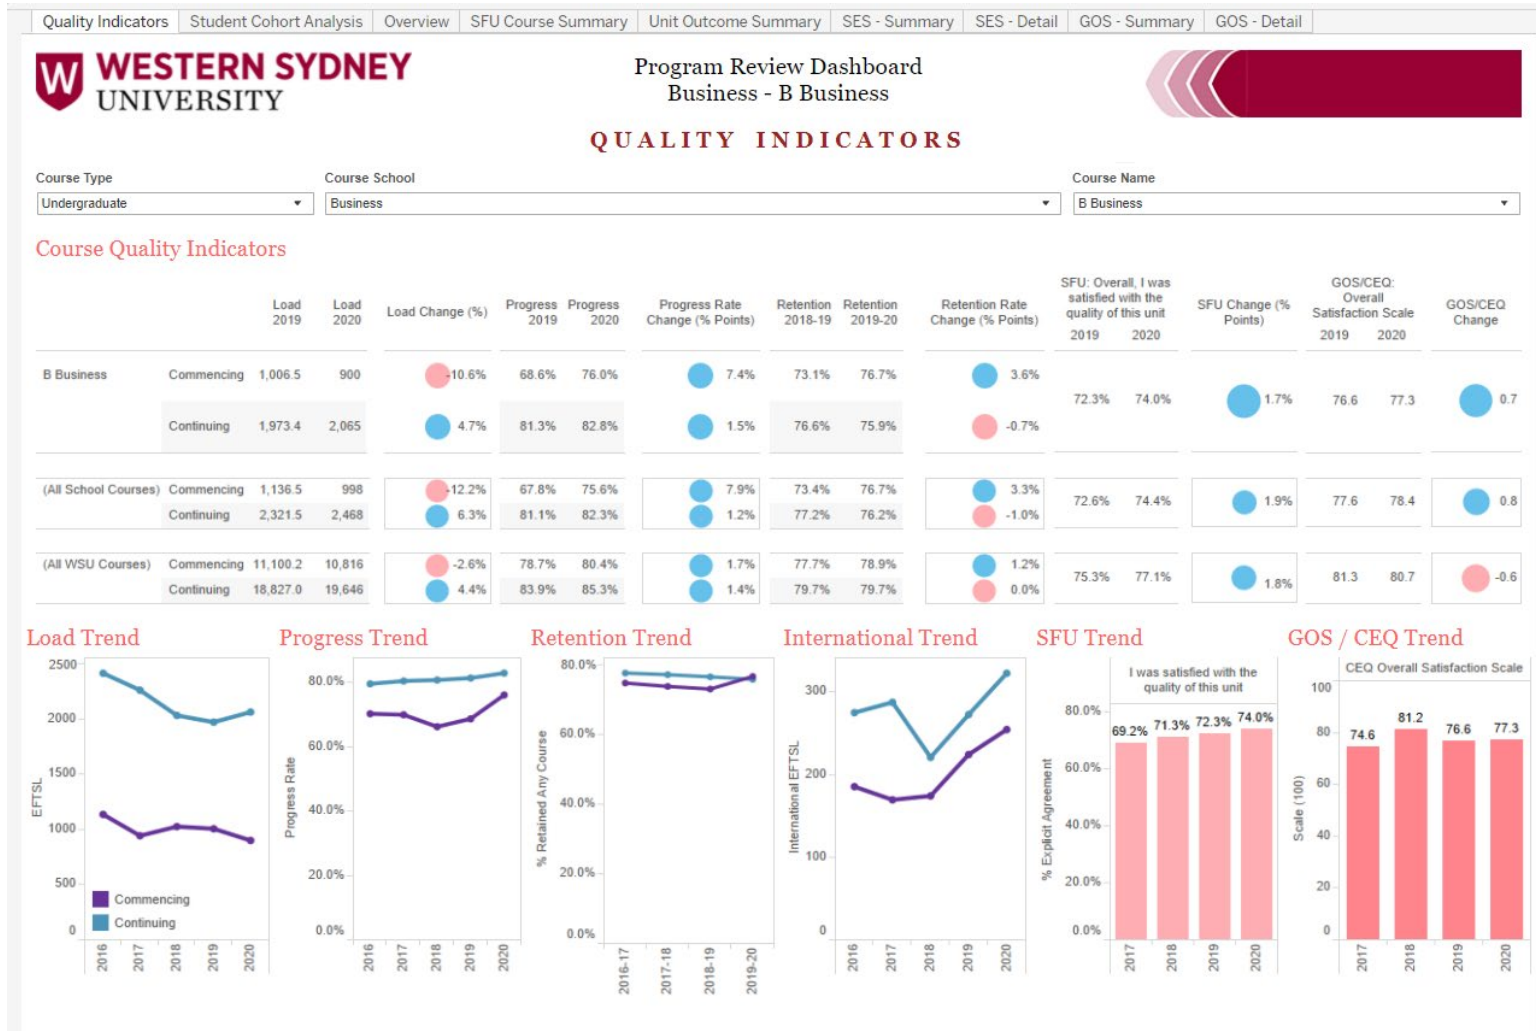 Quality Indicators Student Cohort Analysis Overview SFU Course Summary Unit Outcome Summary SES - Summary SES - Detail GOS - Summary GOS - Detail
W WESTERN SYDNEY
UNIVERSITY
Program Review Dashboard
Business - B Business
QUALITY INDICATORS
Course Type Course School Course Name
Undergraduate Business B Business
Course Quality Indicators
Load 2019 Load 2020 Load Change (%) Progress 2019 Progress 2020 Progress Rate Change (% Points) Retention 2018-19 Retention 2019-20 Retention Rate Change (% Points) SFU: Overall, I was satisfied with the quality of this unit 2019 2020 SFU Change (% Points) GOS/CEQ: Overall Satisfaction Scale 2019 2020 GOS/CEQ Change
B Business Commencing 1,006.5 900 -10.6% 68.6% 76.0% 7.4% 73.1% 76.7% 3.6%
72.3% 74.0% 1.7% 76.6 77.3 0.7
Continuing 1,973.4 2,065 4.7% 81.3% 82.8% 1.5% 76.6% 75.9% -0.7%
(All School Courses) Commencing 1,136.5 998 -12.2% 67.8% 75.6% 7.9% 73.4% 76.7% 3.3%
72.6% 74.4% 1.9% 77.6 78.4 0.8
Continuing 2,321.5 2,468 6.3% 81.1% 82.3% 1.2% 77.2% 76.2% -1.0%
(All WSU Courses) Commencing 11,100.2 10,816 -2.6% 78.7% 80.4% 1.7% 77.7% 78.9% 1.2%
75.3% 77.1% 1.8% 81.3 80.7 -0.6
Continuing 18,827.0 19,646 4.4% 83.9% 85.3% 1.4% 79.7% 79.7% 0.0%
Load Trend
2500
2000
1500
1000
500
0
EFTSL
Commencing
Continuing
2016 2017 2018 2019 2020
Progress Trend
80.0%
60.0%
40.0%
20.0%
0.0%
Progress Rate
2016 2017 2018 2019 2020
Retention Trend
80.0%
60.0%
40.0%
20.0%
0.0%
% Retained Any Course
2016-17 2017-18 2018-19 2019-20
International Trend
300
200
100
0
International EFTSL
2016 2017 2018 2019 2020
SFU Trend
I was satisfied with the
quality of this unit
80.0%
60.0%
40.0%
20.0%
0.0%
% Explicit Agreement
69.2% 71.3% 72.3% 74.0%
2017 2018 2019 2020
GOS / CEQ Trend
CEQ Overall Satisfaction Scale
100
80
60
40
20
0
Scale (100)
74.6 81.2 76.6 77.3
2017 2018 2019 2020